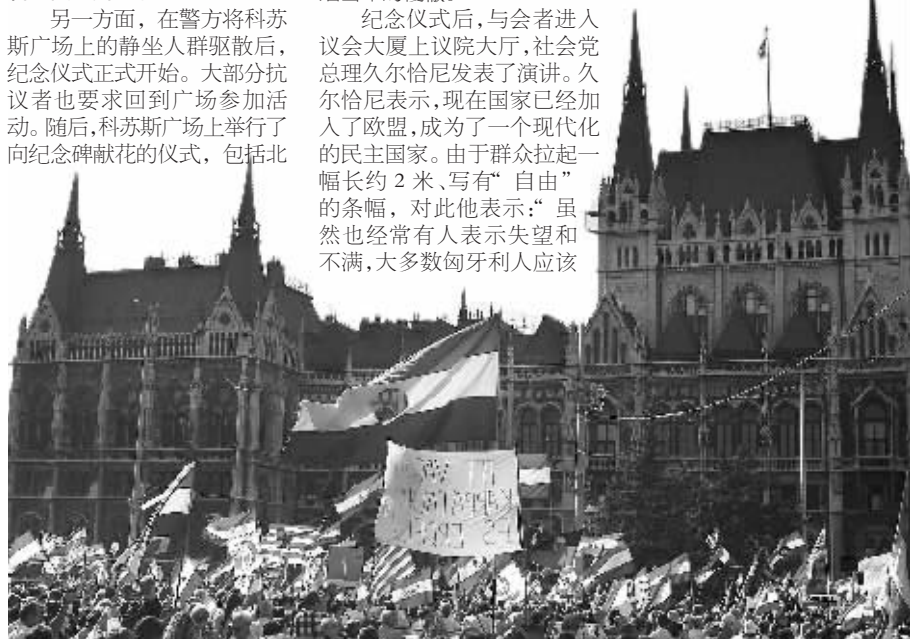 另一方面，在警方将科苏
斯广场上的静坐人群驱散后，
纪念仪式正式开始。大部分抗
议者也要求回到广场参加活
动。随后，科苏斯广场上举行了
向纪念碑献花的仪式，包括北
纪念仪式后，与会者进入
议会大厦上议院大厅，社会党
总理久尔恰尼发表了演讲。久
尔恰尼表示，现在国家已经加
入了欧盟，成为了一个现代化
的民主国家。由于群众拉起一
幅长约 2 米、写有“自由”
的条幅，对此他表示：“虽
然也经常有人表示失望和
不满，大多数匈牙利人应该